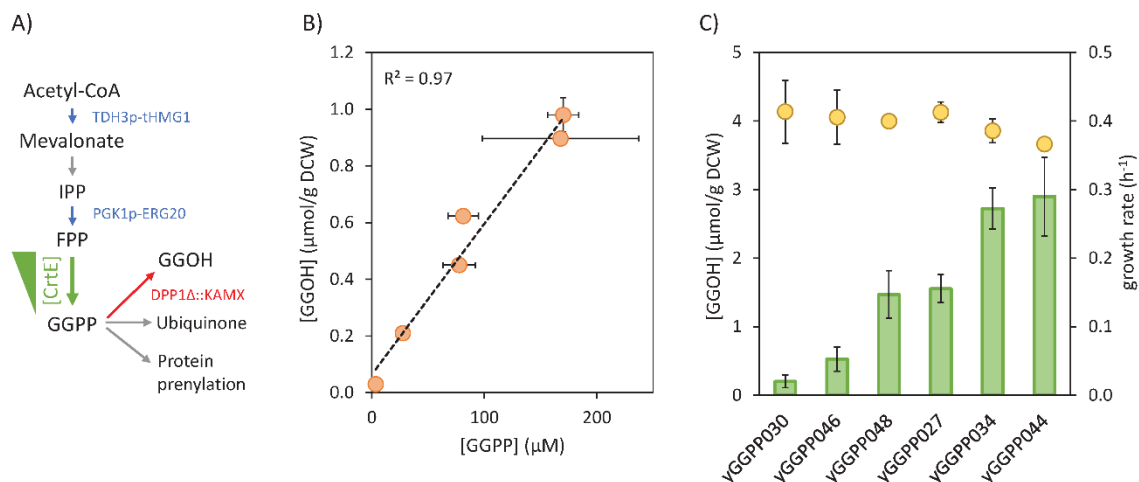 A)
Acetyl-CoA
TDH3p-tHMG1
Mevalonate
IPP
PGK1p-ERG20
FPP
[CrtE]
GGOH
DPP1Δ::KAMX
GGPP
Ubiquinone
Protein
prenylation
B)
[GGOH] (µmol/g DCW)
1.2
1.0
0.8
0.6
0.4
0.2
0.0
R² = 0.97
0
100
200
[GGPP] (µM)
C)
[GGOH] (µmol/g DCW)
5
4
3
2
1
0
0.5
0.4
0.3
0.2
0.1
0.0
growth rate (h⁻¹)
yGGPP030
yGGPP046
yGGPP048
yGGPP027
yGGPP034
yGGPP044